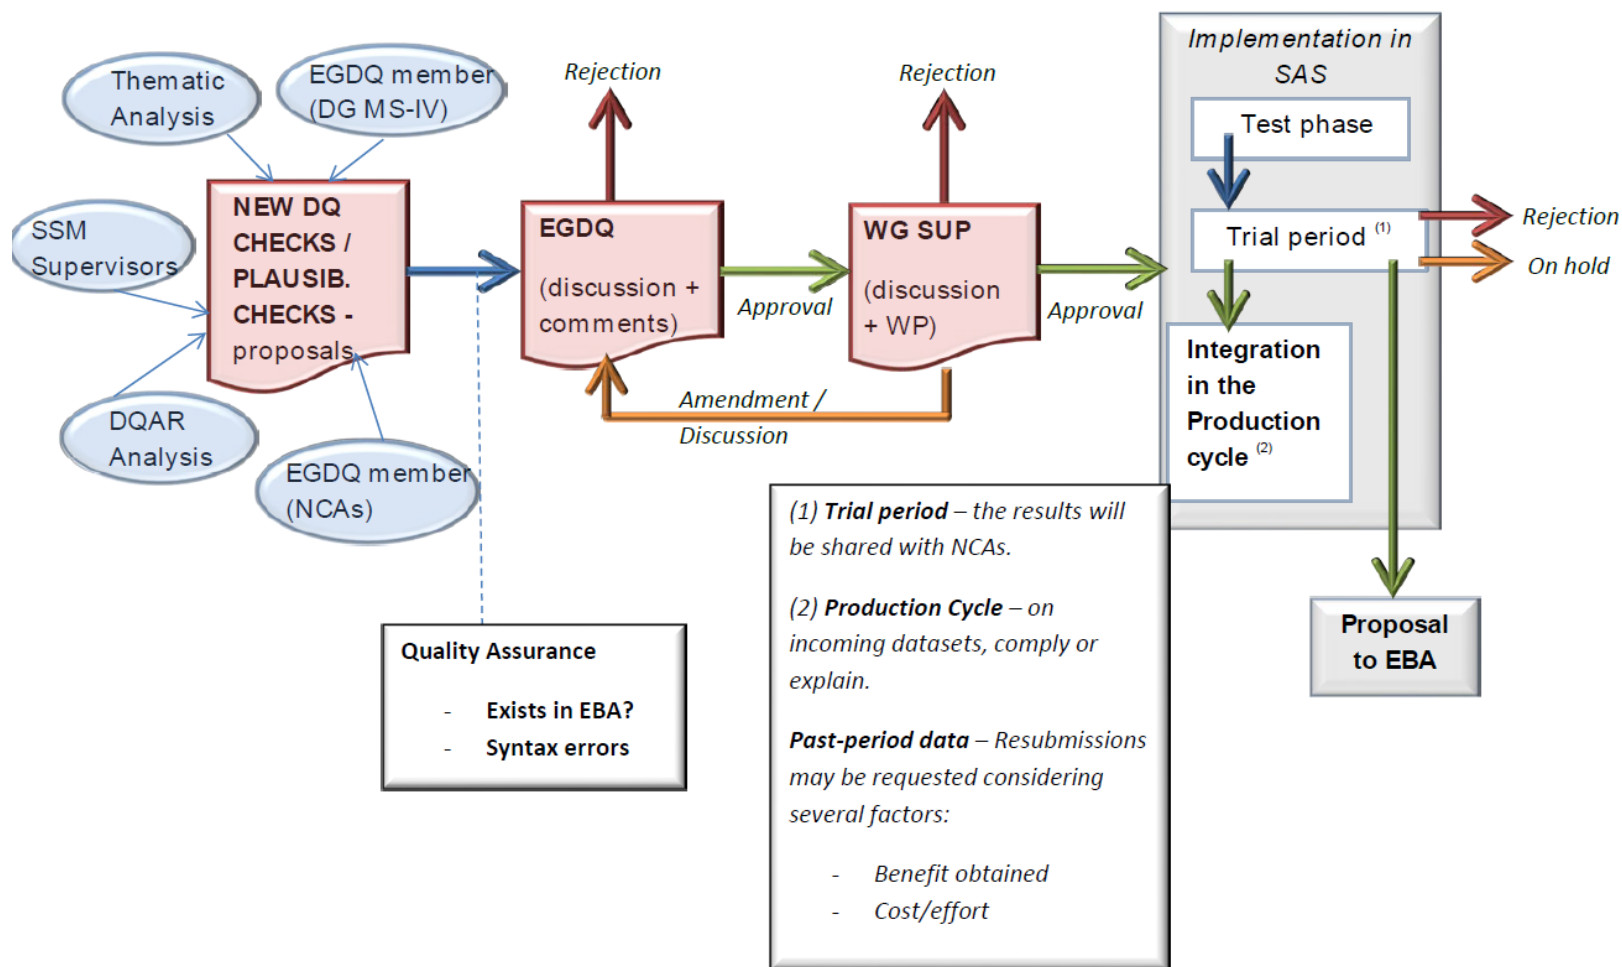 Thematic
Analysis
EGDQ member
(DG MS-IV)
SSM
Supervisors
NEW DQ
CHECKS /
PLAUSIB.
CHECKS -
proposals
DQAR
Analysis
EGDQ member
(NCAs)
Quality Assurance
- Exists in EBA?
- Syntax errors
Rejection
EGDQ
(discussion +
comments)
Approval
Amendment /
Discussion
Rejection
WG SUP
(discussion
+ WP)
Approval
Implementation in
SAS
Test phase
Trial period (1)
Rejection
On hold
Integration
in the
Production
cycle (2)
Proposal
to EBA
(1) Trial period – the results will
be shared with NCAs.
(2) Production Cycle – on
incoming datasets, comply or
explain.
Past-period data – Resubmissions
may be requested considering
several factors:
- Benefit obtained
- Cost/effort